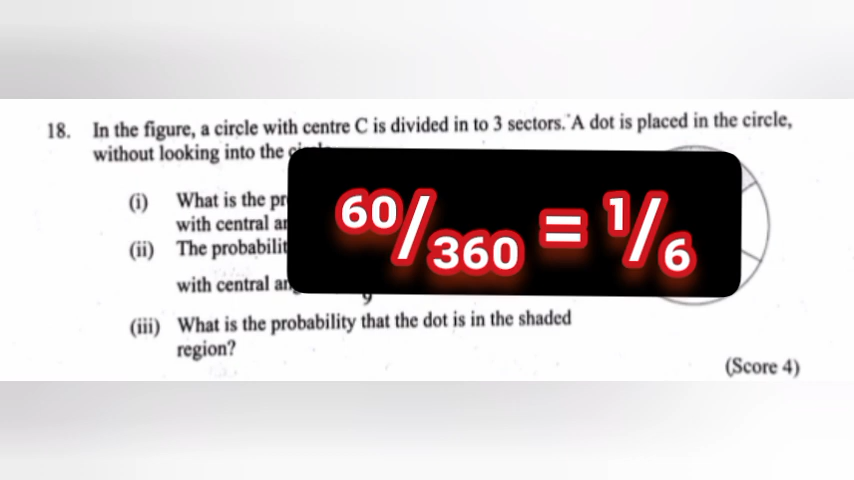 18. In the figure, a circle with centre C is divided in to 3 sectors. A dot is placed in the circle,
without looking into the
(i) What is the
with central
(ii) The
with central
9
(iii) What is the probability that the dot is in the shaded
region?
(Score 4)
60/360 = 1/6